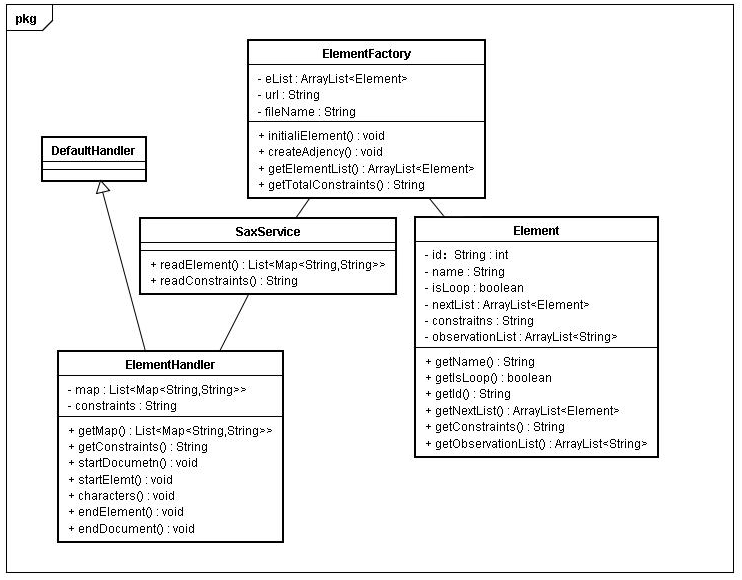 pkg
ElementFactory
- eList : ArrayList<Element>
- url : String
- fileName : String
+ initialiElement() : void
+ createAdjency() : void
+ getElementList() : ArrayList<Element>
+ getTotalConstraints() : String
DefaultHandler
SaxService
+ readElement() : List<Map<String,String>>
+ readConstraints() : String
Element
- id：String : int
- name : String
- isLoop : boolean
- nextList : ArrayList<Element>
- constraitns : String
- observationList : ArrayList<String>
+ getName() : String
+ getIsLoop() : boolean
+ getId() : String
+ getNextList() : ArrayList<Element>
+ getConstraints() : String
+ getObservationList() : ArrayList<String>
ElementHandler
- map : List<Map<String,String>>
- constraints : String
+ getMap() : List<Map<String,String>>
+ getConstraints() : String
+ startDocumetn() : void
+ startElemt() : void
+ characters() : void
+ endElement() : void
+ endDocument() : void